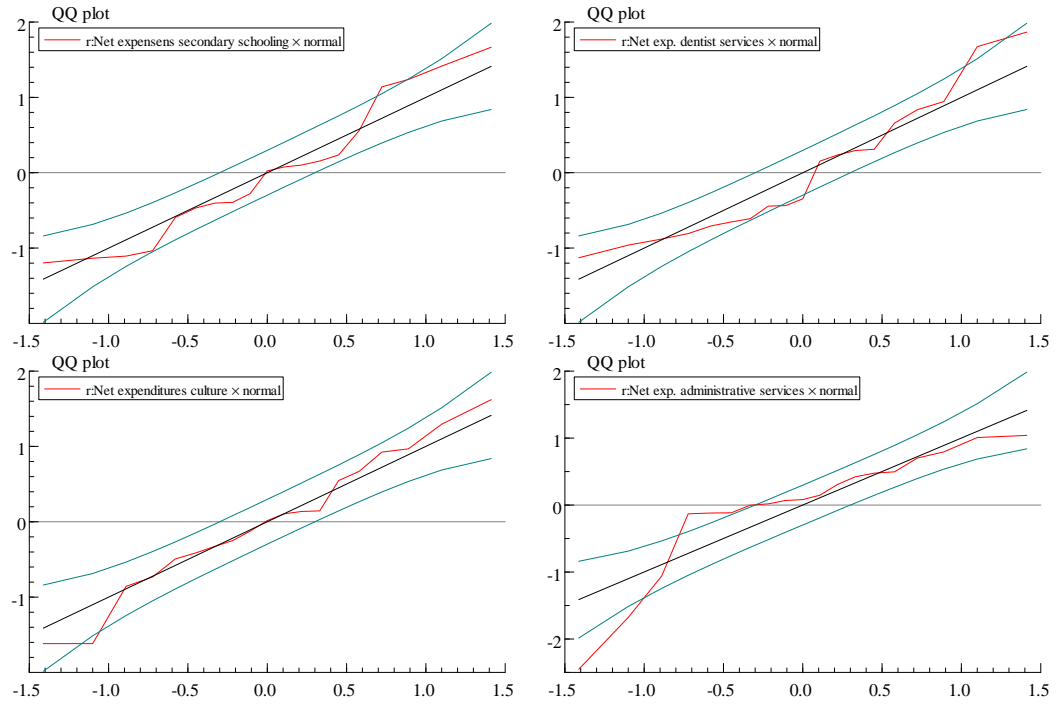 QQ plot
r:Net expensens secondary schooling × normal
2
1
0
-1
-1.5 -1.0 -0.5 0.0 0.5 1.0 1.5
QQ plot
r:Net exp. dentist services × normal
2
1
0
-1
-1.5 -1.0 -0.5 0.0 0.5 1.0 1.5
QQ plot
r:Net expenditures culture × normal
2
1
0
-1
-1.5 -1.0 -0.5 0.0 0.5 1.0 1.5
QQ plot
r:Net exp. administrative services × normal
2
1
0
-1
-2
-1.5 -1.0 -0.5 0.0 0.5 1.0 1.5